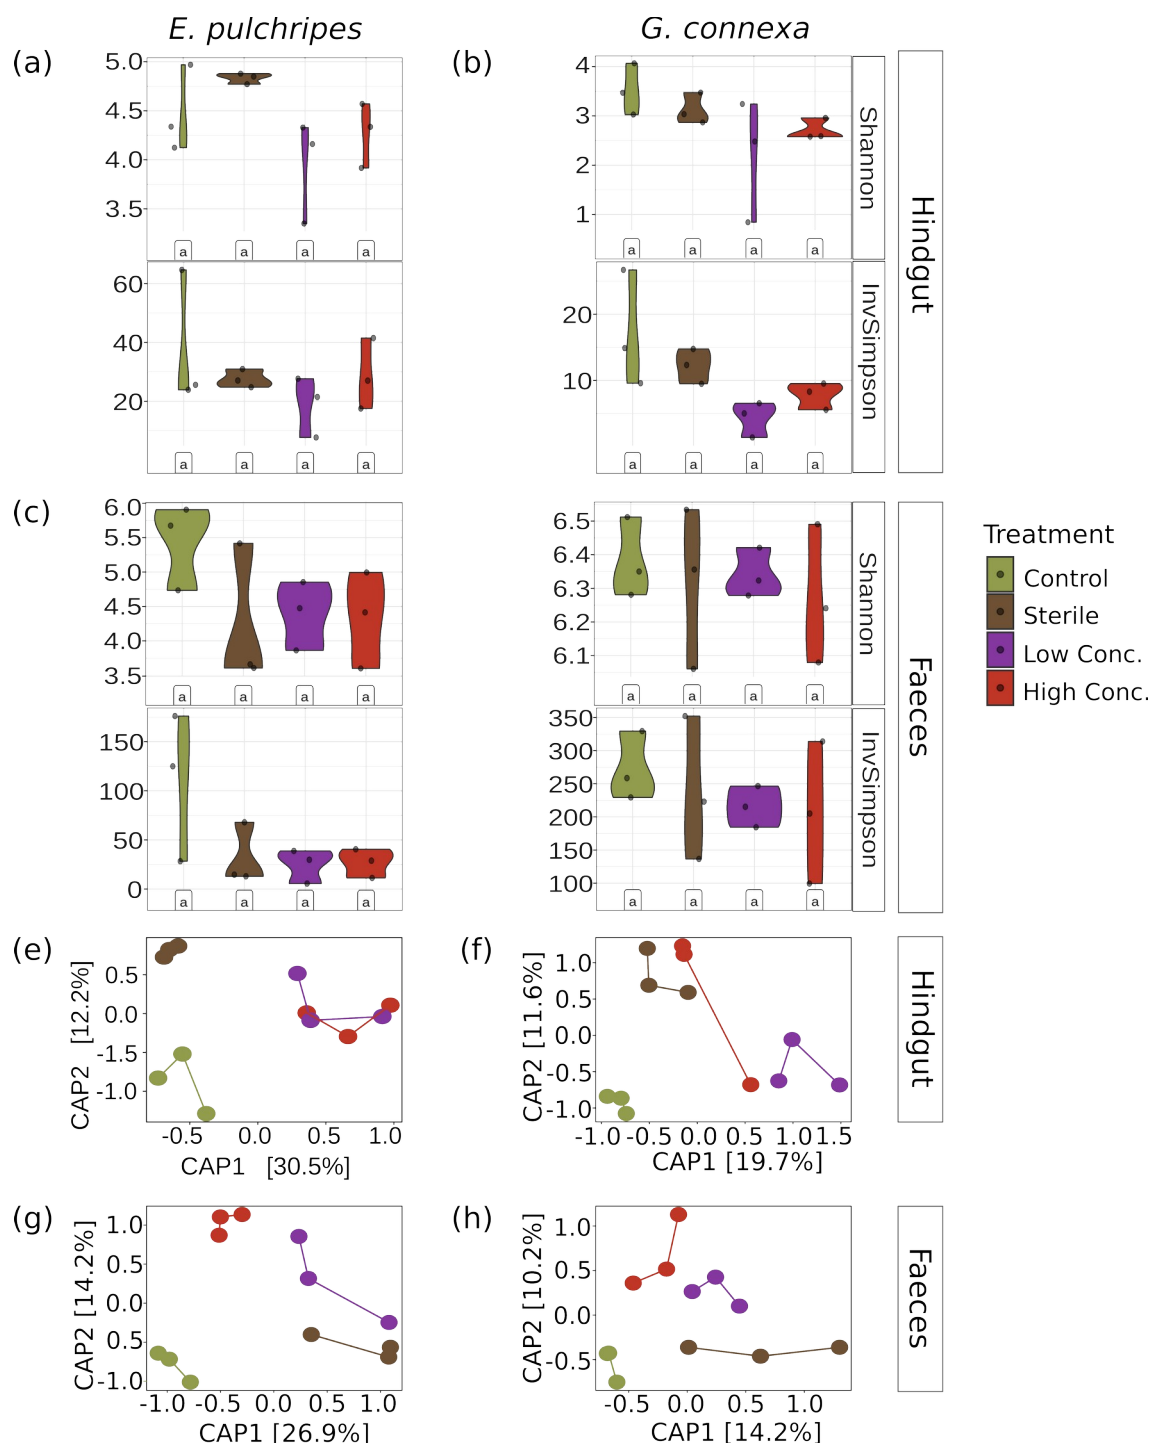 E. pulchripes
G. connexa
(a)
5.0
4.5
4.0
3.5
a a a a
60
40
20
a a a a
(b)
4
3
2
1
a a a a
Shannon
20
10
a a a a
InvSimpson
Hindgut
(c)
6.0
5.5
5.0
4.5
4.0
3.5
a a a a
150
100
50
0
a a a a
6.5
6.4
6.3
6.2
6.1
a a a a
Shannon
350
300
250
200
150
100
a a a a
InvSimpson
Faeces
Treatment
Control
Sterile
Low Conc.
High Conc.
(e)
CAP2 [12.2%]
0.5
0.0
-1.5
-1.0
-0.5 0.0 0.5 1.0
CAP1 [30.5%]
(f)
CAP2 [11.6%]
1.0
0.5
0.0
-0.5
-1.0
-1.0 -0.5 0.0 0.5 1.0 1.5
CAP1 [19.7%]
Hindgut
(g)
CAP2 [14.2%]
1.0
0.5
0.0
0.5
-1.0
-1.0 -0.5 0.0 0.5 1.0
CAP1 [26.9%]
(h)
CAP2 [10.2%]
1.0
0.5
0.0
-0.5
-0.5 0.0 0.5 1.0
CAP1 [14.2%]
Faeces